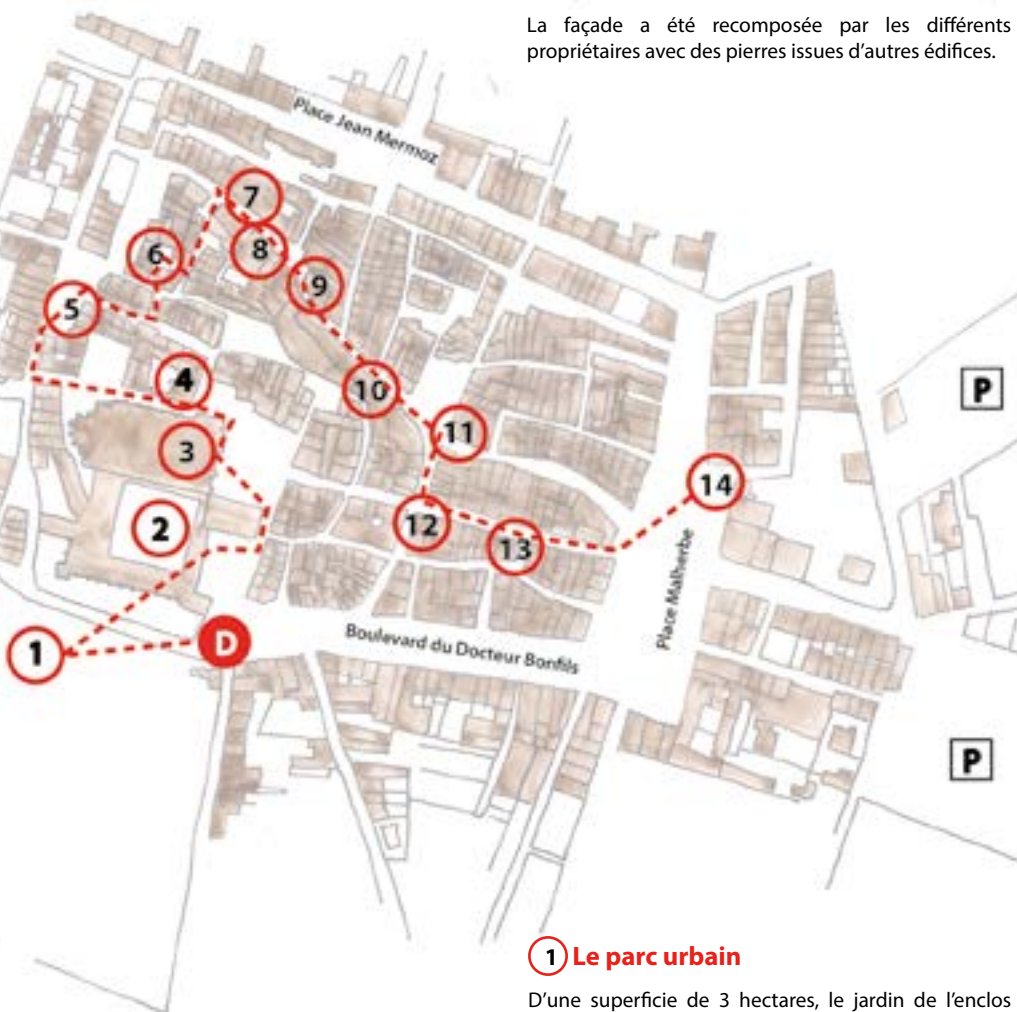 La façade a été recomposée par les différents
propriétaires avec des pierres issues d'autres édifices.
Place Jean Mermoz
7
8
6
9
5
4
10
P
11
3
14
2
12
13
Place Malherbe
1
D
Boulevard du Docteur Bonfils
P
1 Le parc urbain
D'une superficie de 3 hectares, le jardin de l'enclos